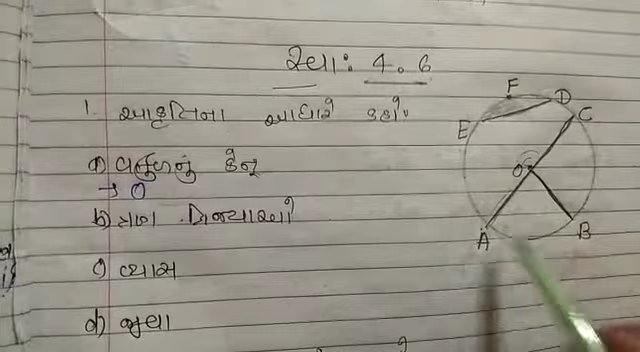 સ્વા: 4.6
1. આકૃતિના આધારે કહો:
a) વર્તુળનું કેન્દ્ર
→ O
b) ત્રણ ત્રિજ્યાઓ
c) વ્યાસ
d) જીવા
F
D
C
E
O
A
B